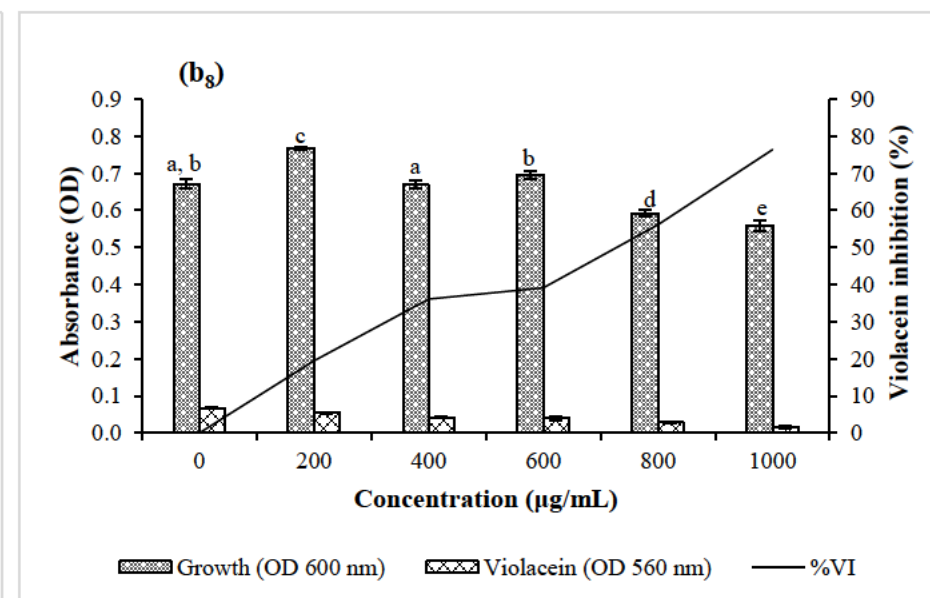 (b8)
0.9
0.8
0.7
0.6
0.5
0.4
0.3
0.2
0.1
0.0
Absorbance (OD)
a, b
c
a
b
d
e
90
80
70
60
50
40
30
20
10
0
Violacein inhibition (%)
0 200 400 600 800 1000
Concentration (µg/mL)
Growth (OD 600 nm) Violacein (OD 560 nm) %VI